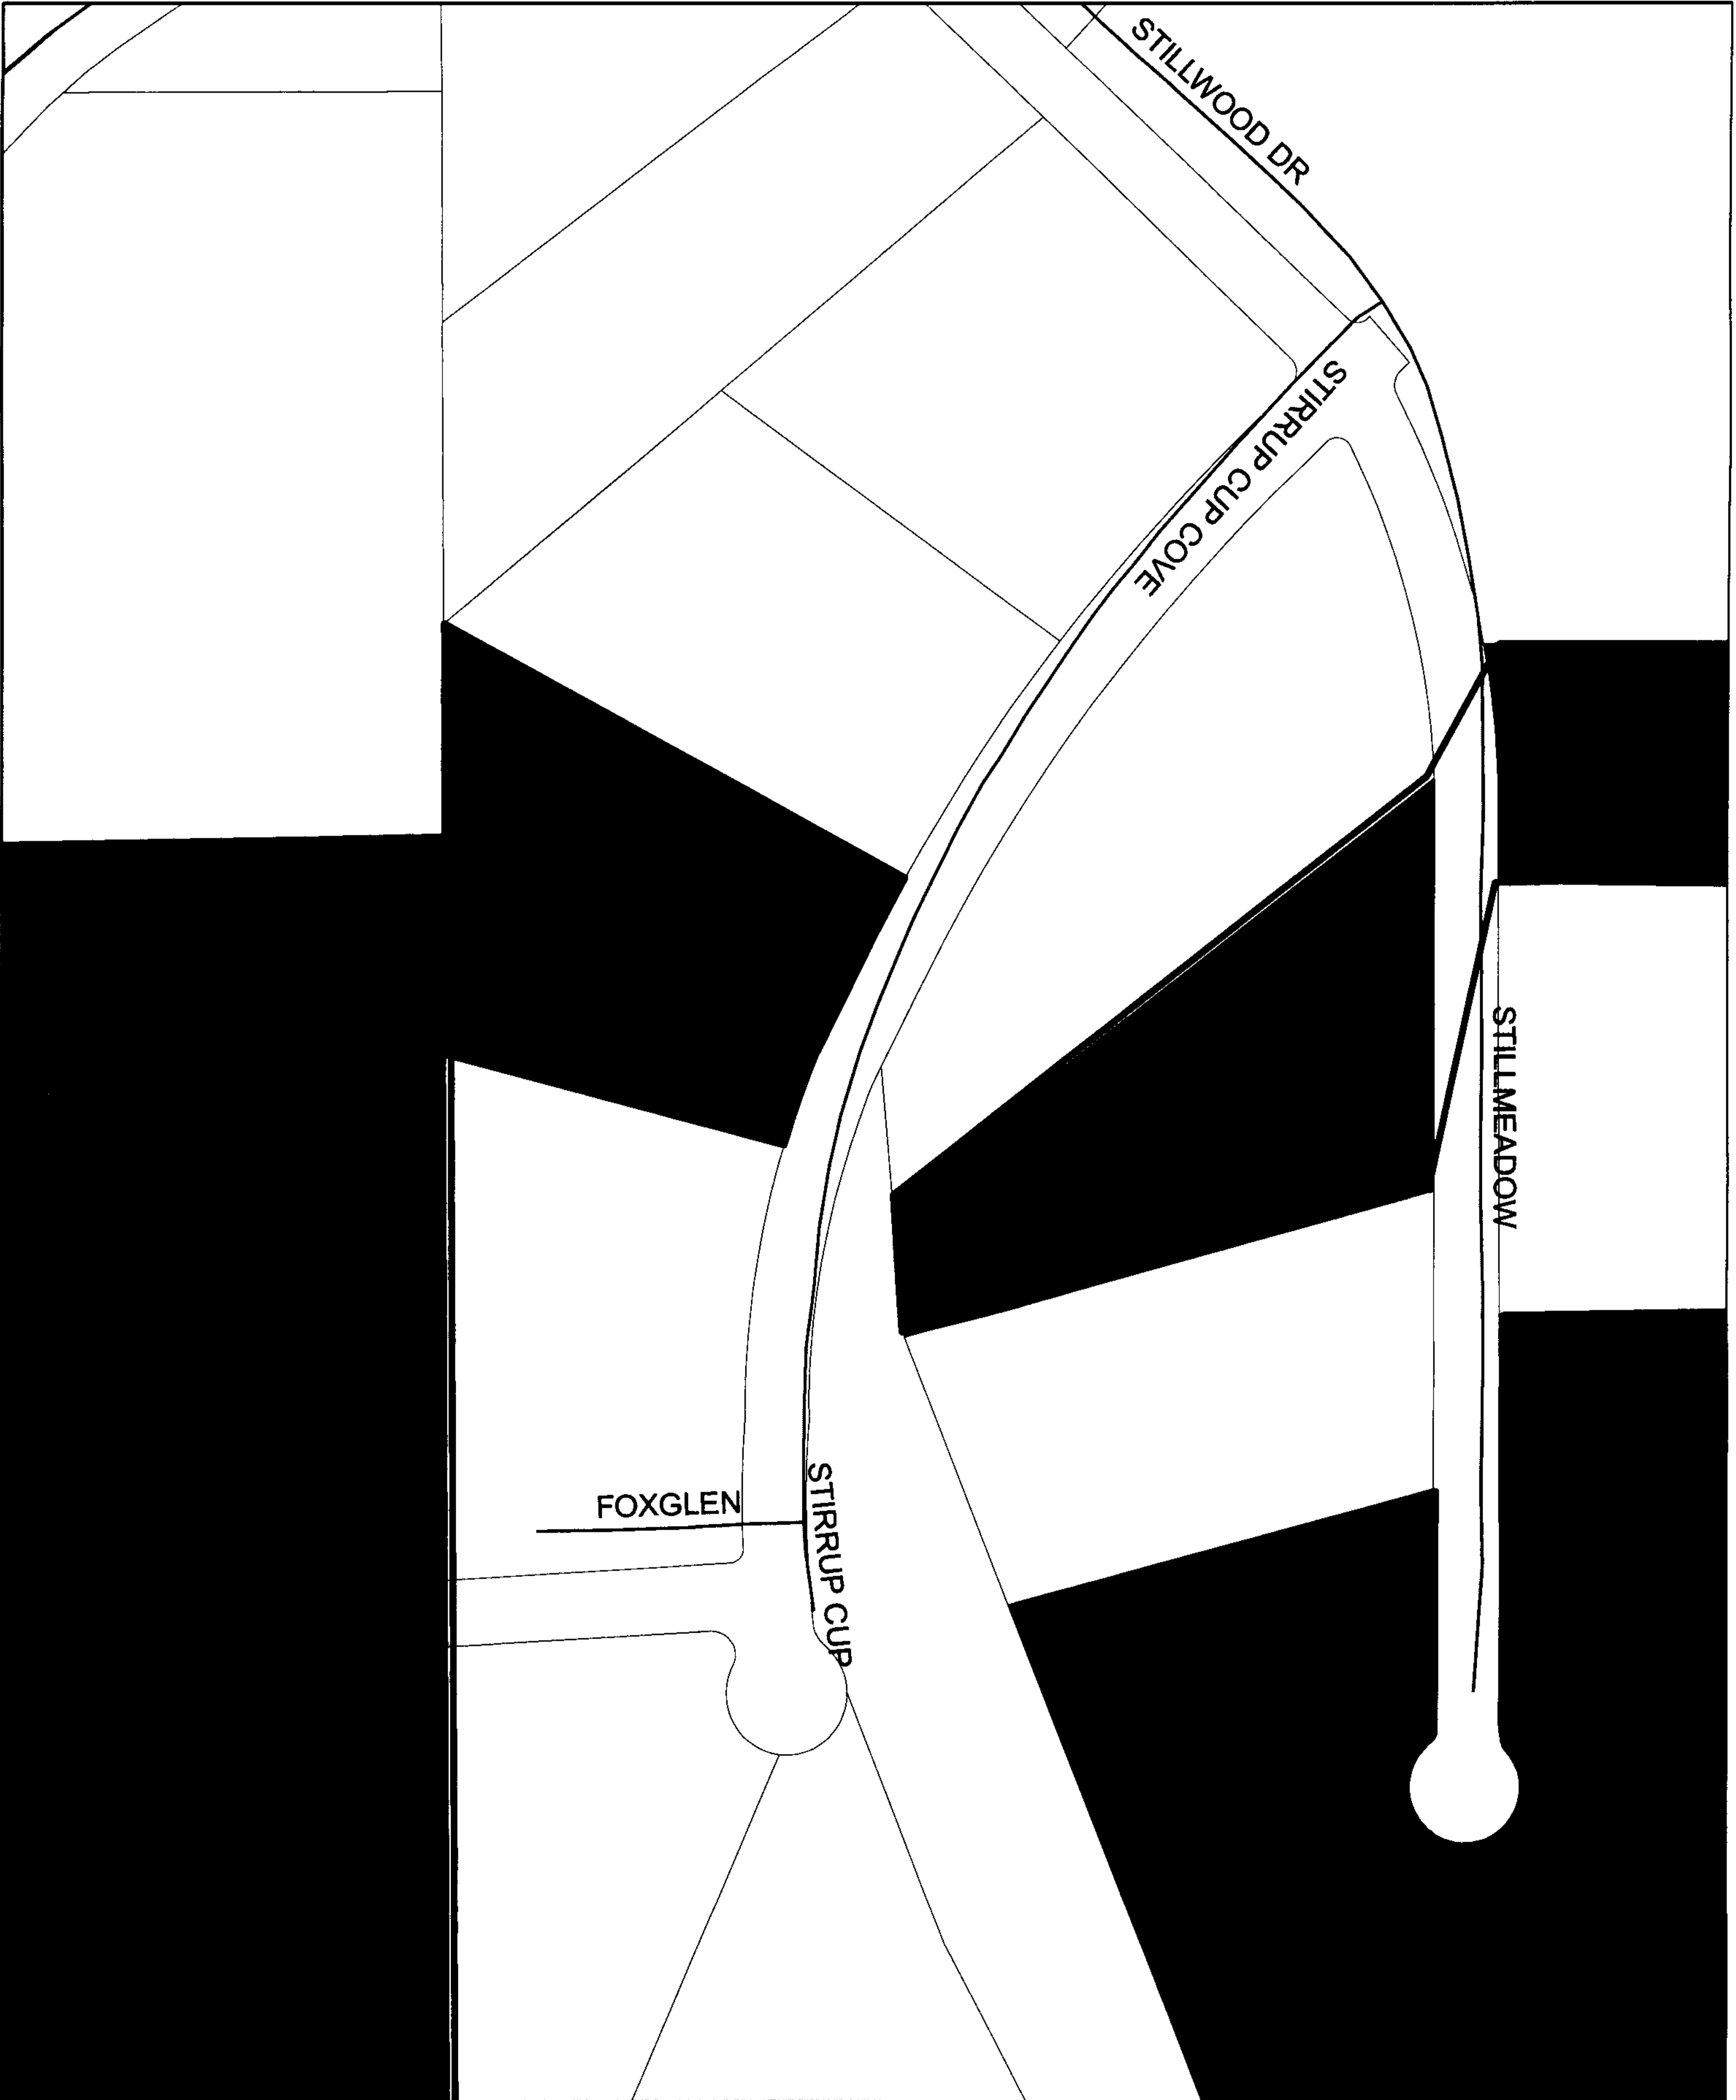 STILLWOOD DR
STIRRUP CUP COVE
STILLMEADOW
FOXGLEN
STIRRUP CUP